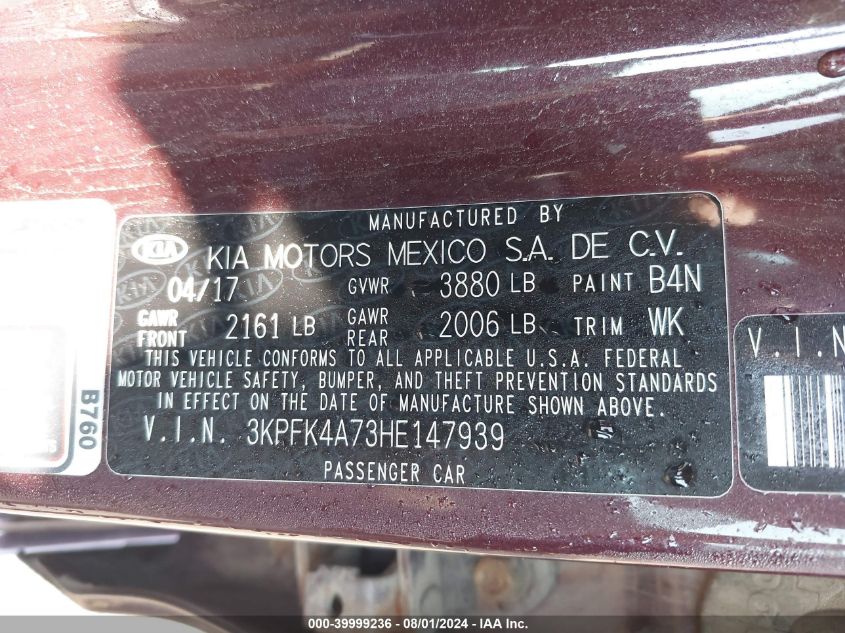 MANUFACTURED BY
KIA KIA MOTORS MEXICO S.A. DE C.V.
04/17 GVWR 3880 LB PAINT B4N
GAWR FRONT 2161 LB GAWR REAR 2006 LB TRIM WK
THIS VEHICLE CONFORMS TO ALL APPLICABLE U.S.A. FEDERAL
MOTOR VEHICLE SAFETY, BUMPER, AND THEFT PREVENTION STANDARDS
IN EFFECT ON THE DATE OF MANUFACTURE SHOWN ABOVE.
V.I.N. 3KPFK4A73HE147939
PASSENGER CAR
B760
V.I.N
000-39999236 - 08/01/2024 - IAA Inc.